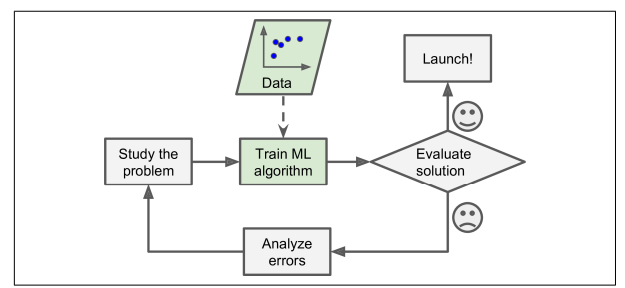 Data
Launch!
Study the
problem
Train ML
algorithm
Evaluate
solution
Analyze
errors